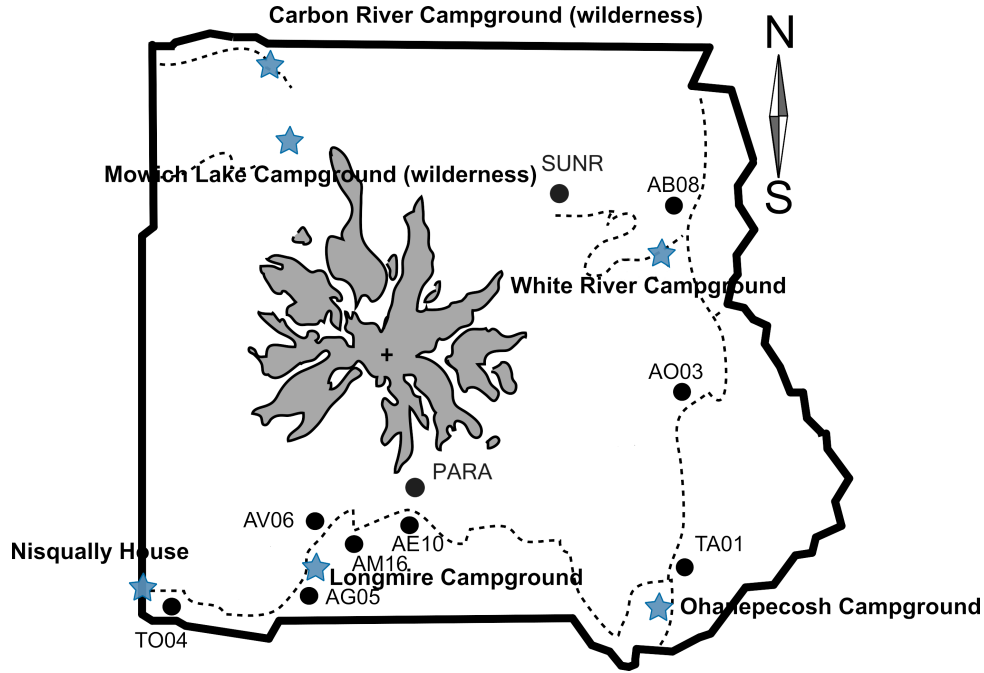 Carbon River Campground (wilderness)
N
Mowich Lake Campground (wilderness)
SUNR
AB08
S
White River Campground
+
AO03
PARA
AV06
AE10
TA01
Nisqually House
AM16
Longmire Campground
AG05
Ohanepecosh Campground
TO04